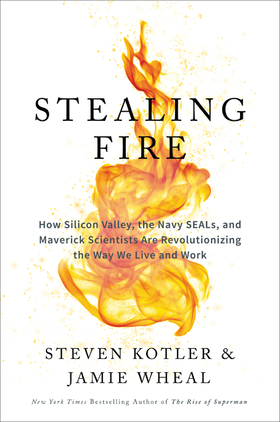 STEALING
FIRE
How Silicon Valley, the Navy SEALs, and
Maverick Scientists Are Revolutionizing
the Way We Live and Work
STEVEN KOTLER &
JAMIE WHEAL
New York Times Bestselling Author of The Rise of Superman